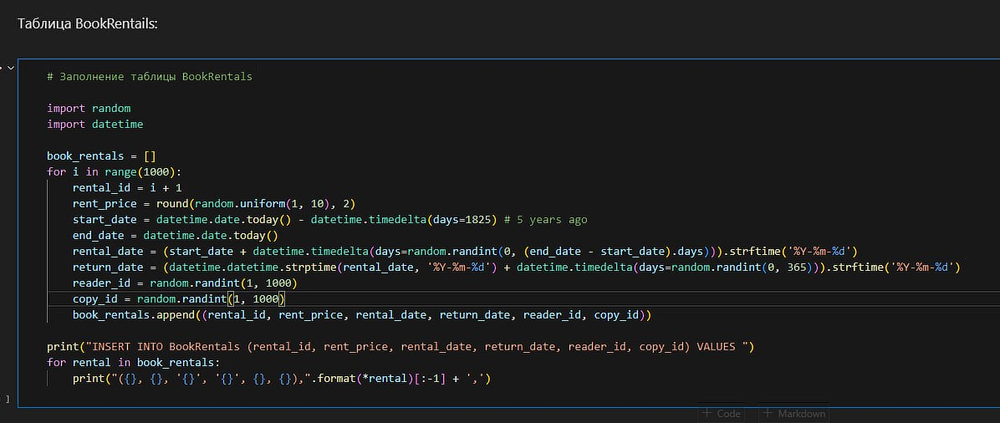 Таблица BookRentails:
# Заполнение таблицы BookRentals
import random
import datetime
book_rentals = []
for i in range(1000):
    rental_id = i + 1
    rent_price = round(random.uniform(1, 10), 2)
    start_date = datetime.date.today() - datetime.timedelta(days=1825) # 5 years ago
    end_date = datetime.date.today()
    rental_date = (start_date + datetime.timedelta(days=random.randint(0, (end_date - start_date).days))).strftime('%Y-%m-%d')
    return_date = (datetime.datetime.strptime(rental_date, '%Y-%m-%d') + datetime.timedelta(days=random.randint(0, 365))).strftime('%Y-%m-%d')
    reader_id = random.randint(1, 1000)
    copy_id = random.randint(1, 1000)
    book_rentals.append((rental_id, rent_price, rental_date, return_date, reader_id, copy_id))
print("INSERT INTO BookRentals (rental_id, rent_price, rental_date, return_date, reader_id, copy_id) VALUES ")
for rental in book_rentals:
    print("({}, {}, '{}', '{}', {}, {}),".format(*rental)[:-1] + ',')
]
+ Code + Markdown